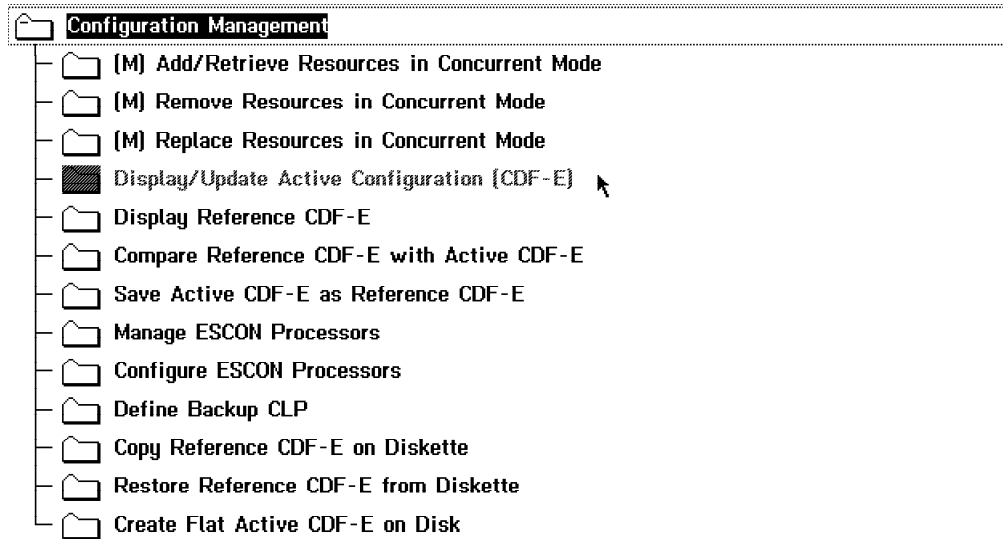 Configuration Management
(M) Add/Retrieve Resources in Concurrent Mode
(M) Remove Resources in Concurrent Mode
(M) Replace Resources in Concurrent Mode
Display/Update Active Configuration (CDF-E)
Display Reference CDF-E
Compare Reference CDF-E with Active CDF-E
Save Active CDF-E as Reference CDF-E
Manage ESCON Processors
Configure ESCON Processors
Define Backup CLP
Copy Reference CDF-E on Diskette
Restore Reference CDF-E from Diskette
Create Flat Active CDF-E on Disk